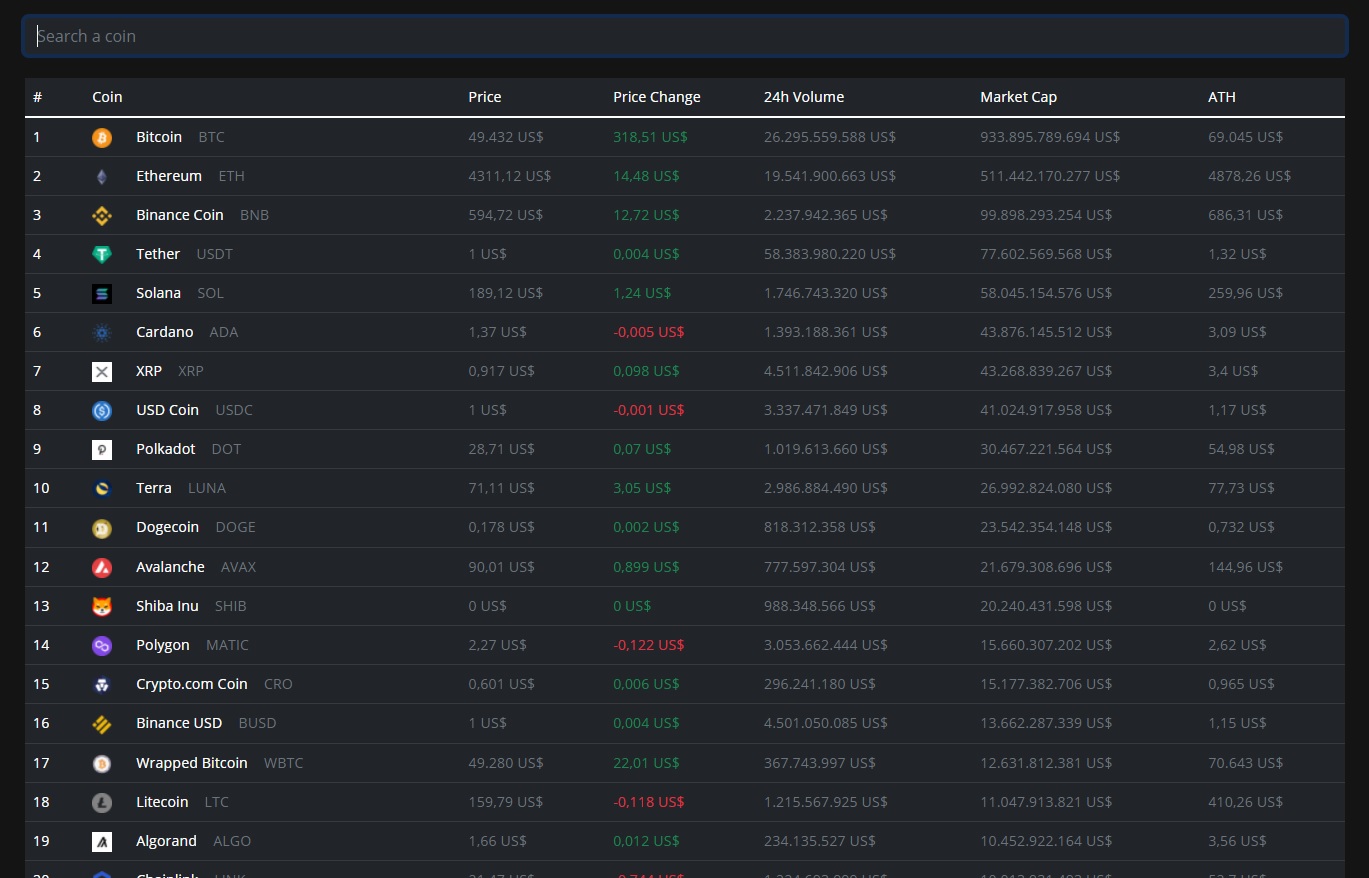 Search a coin
# Coin Price Price Change 24h Volume Market Cap ATH
1 Bitcoin BTC 49.432 US$ 318,51 US$ 26.295.559.588 US$ 933.895.789.694 US$ 69.045 US$
2 Ethereum ETH 4311,12 US$ 14,48 US$ 19.541.900.663 US$ 511.442.170.277 US$ 4878,26 US$
3 Binance Coin BNB 594,72 US$ 12,72 US$ 2.237.942.365 US$ 99.898.293.254 US$ 686,31 US$
4 Tether USDT 1 US$ 0,004 US$ 58.383.980.220 US$ 77.602.569.568 US$ 1,32 US$
5 Solana SOL 189,12 US$ 1,24 US$ 1.746.743.320 US$ 58.045.154.576 US$ 259,96 US$
6 Cardano ADA 1,37 US$ -0,005 US$ 1.393.188.361 US$ 43.876.145.512 US$ 3,09 US$
7 XRP XRP 0,917 US$ 0,098 US$ 4.511.842.906 US$ 43.268.839.267 US$ 3,4 US$
8 USD Coin USDC 1 US$ -0,001 US$ 3.337.471.849 US$ 41.024.917.958 US$ 1,17 US$
9 Polkadot DOT 28,71 US$ 0,07 US$ 1.019.613.660 US$ 30.467.221.564 US$ 54,98 US$
10 Terra LUNA 71,11 US$ 3,05 US$ 2.986.884.490 US$ 26.992.824.080 US$ 77,73 US$
11 Dogecoin DOGE 0,178 US$ 0,002 US$ 818.312.358 US$ 23.542.354.148 US$ 0,732 US$
12 Avalanche AVAX 90,01 US$ 0,899 US$ 777.597.304 US$ 21.679.308.696 US$ 144,96 US$
13 Shiba Inu SHIB 0 US$ 0 US$ 988.348.566 US$ 20.240.431.598 US$ 0 US$
14 Polygon MATIC 2,27 US$ -0,122 US$ 3.053.662.444 US$ 15.660.307.202 US$ 2,62 US$
15 Crypto.com Coin CRO 0,601 US$ 0,006 US$ 296.241.180 US$ 15.177.382.706 US$ 0,965 US$
16 Binance USD BUSD 1 US$ 0,004 US$ 4.501.050.085 US$ 13.662.287.339 US$ 1,15 US$
17 Wrapped Bitcoin WBTC 49.280 US$ 22,01 US$ 367.743.997 US$ 12.631.812.381 US$ 70.643 US$
18 Litecoin LTC 159,79 US$ -0,118 US$ 1.215.567.925 US$ 11.047.913.821 US$ 410,26 US$
19 Algorand ALGO 1,66 US$ 0,012 US$ 234.135.527 US$ 10.452.922.164 US$ 3,56 US$
20 Chainlink LINK